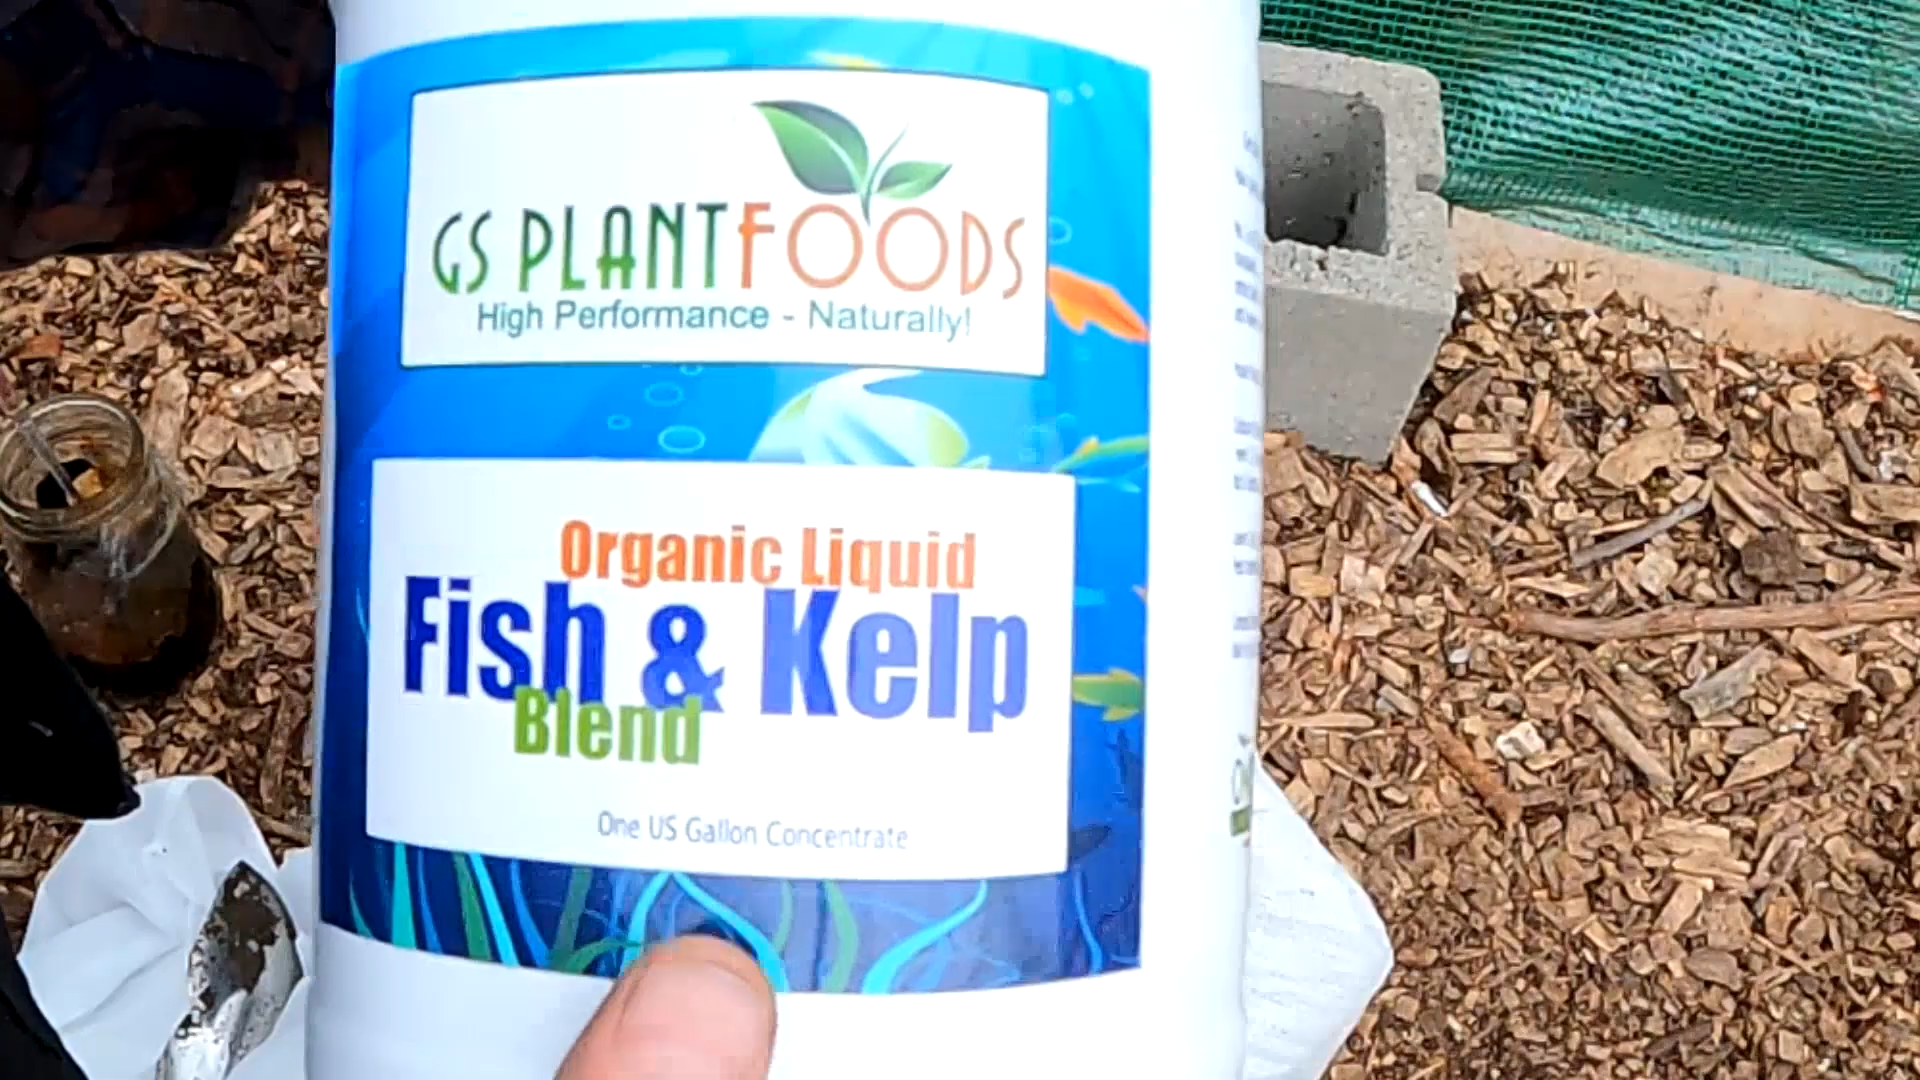 GS PLANTFOODS
High Performance - Naturally!
Organic Liquid
Fish & Kelp
Blend
One US Gallon Concentrate